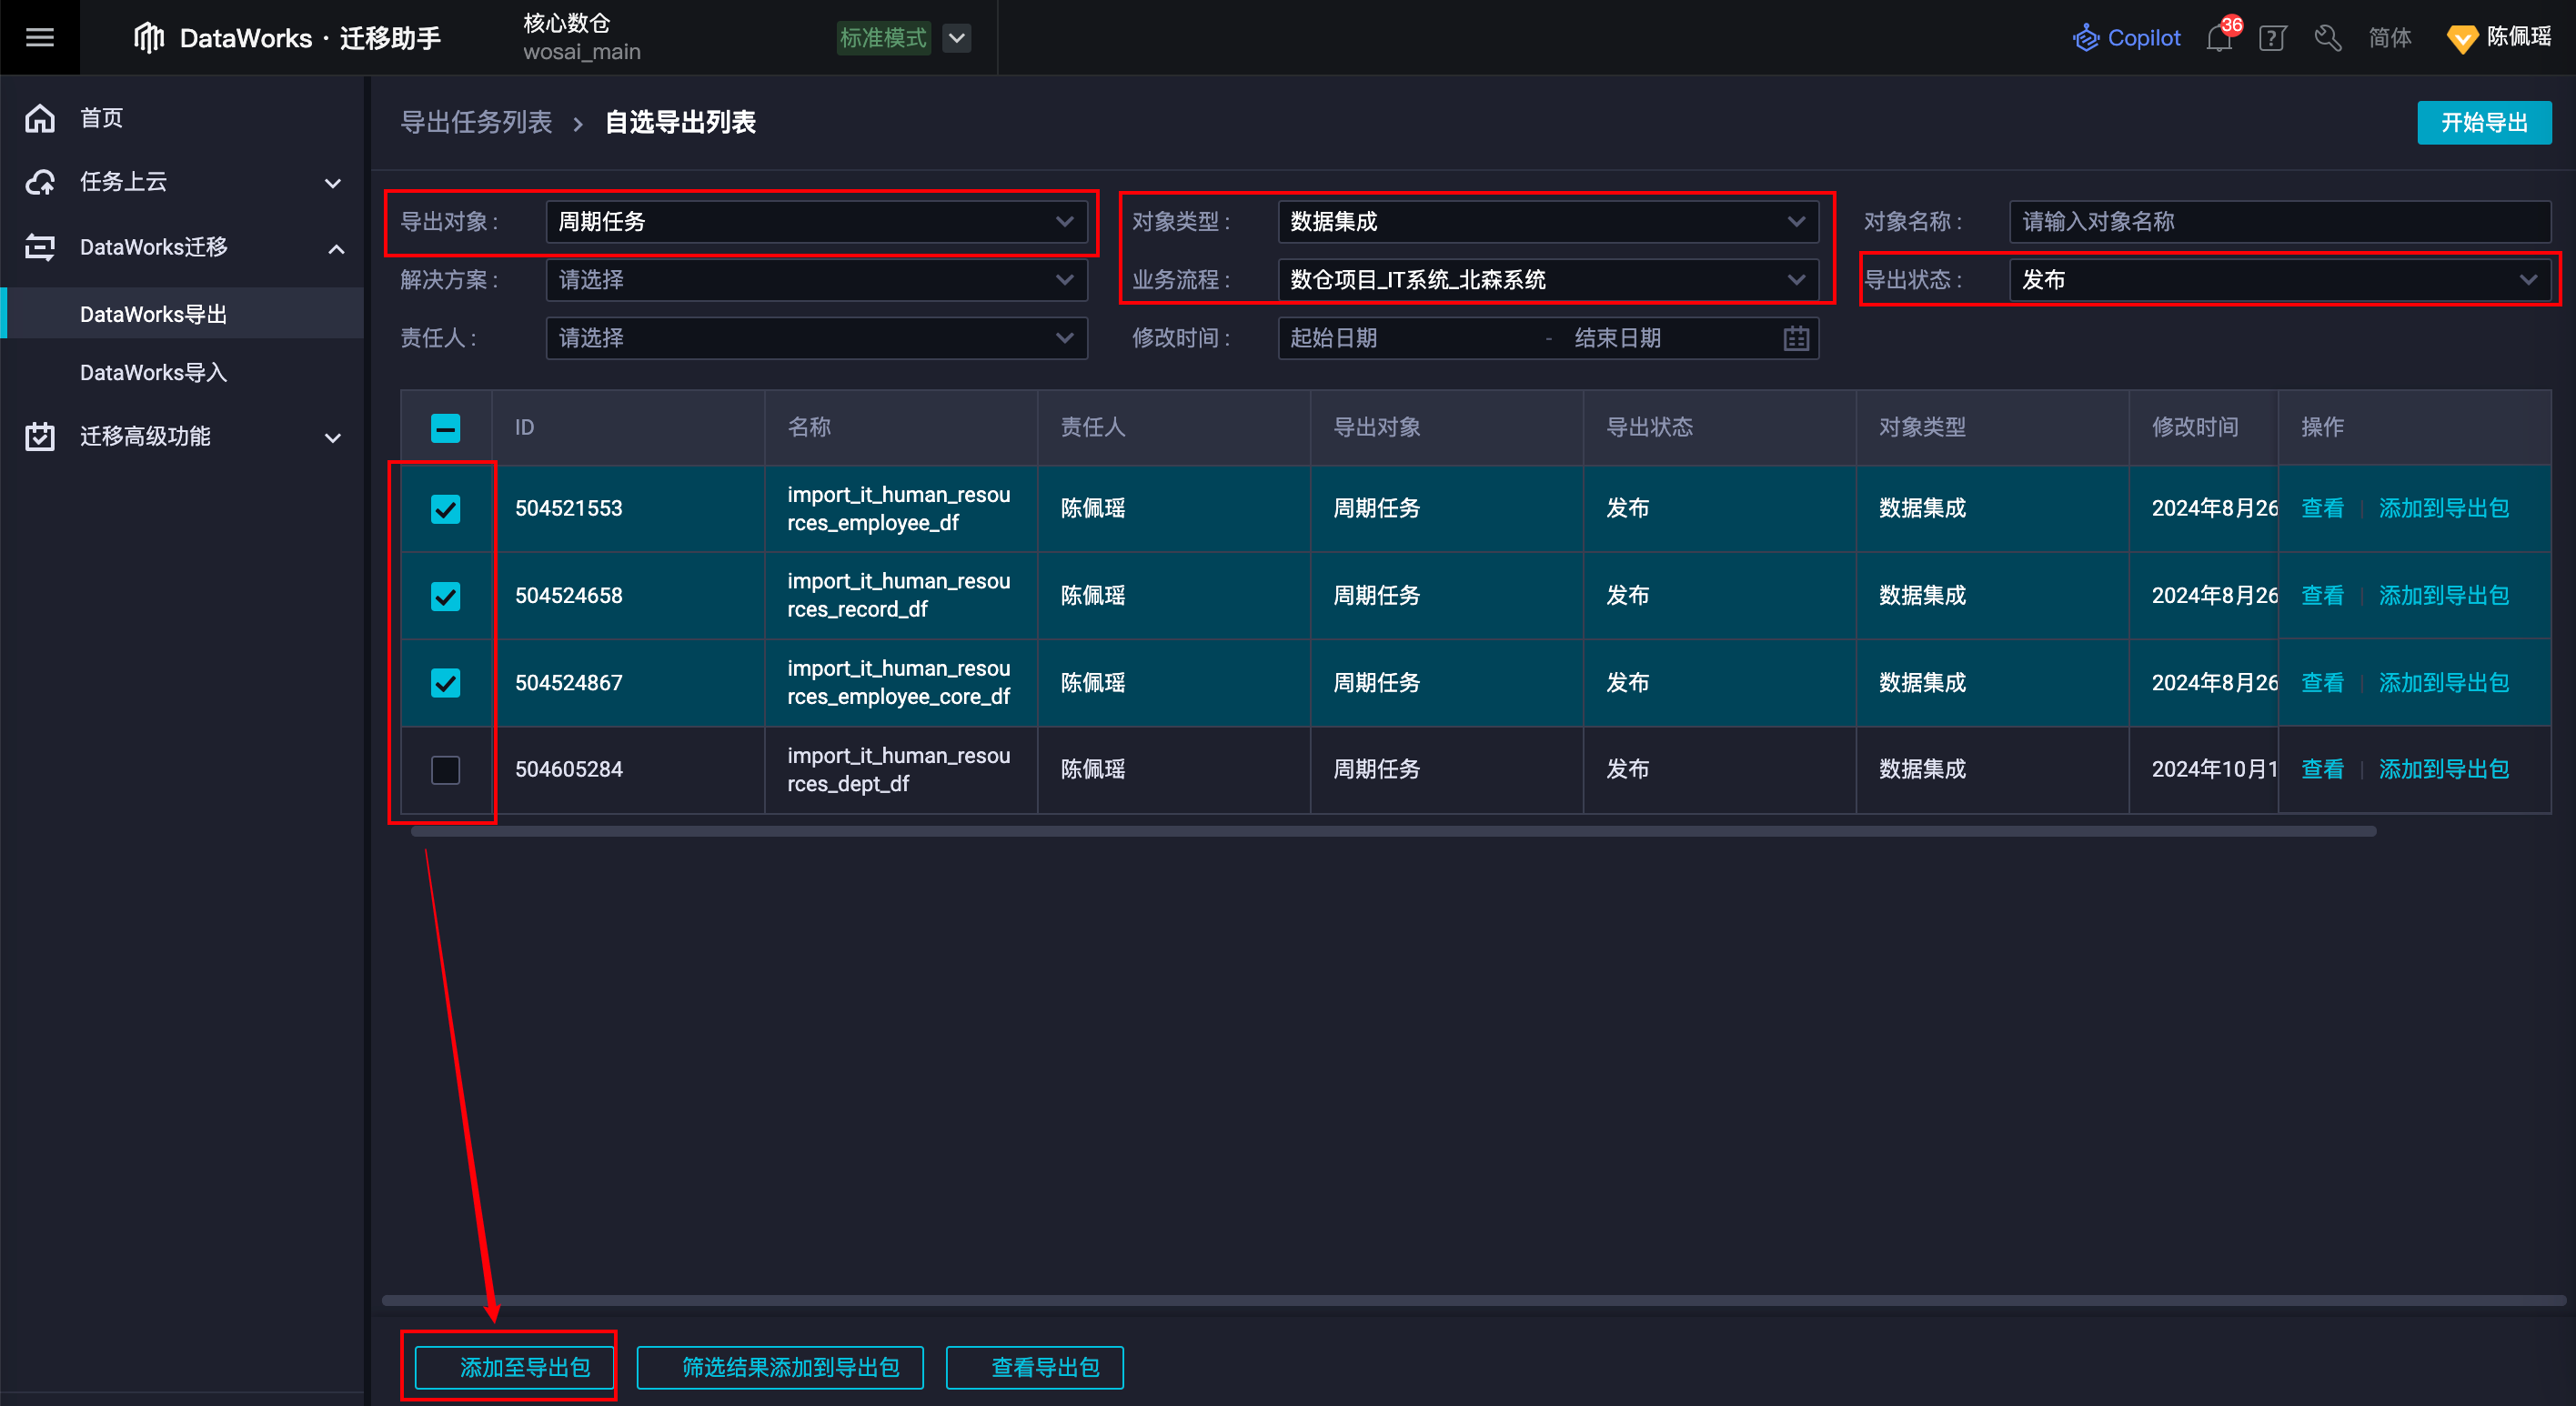 DataWorks · 迁移助手
核心数仓
wosai_main
标准模式
Copilot
36
简体
陈佩瑶
首页
任务上云
DataWorks迁移
DataWorks导出
DataWorks导入
迁移高级功能
导出任务列表 > 自选导出列表
开始导出
导出对象： 周期任务 对象类型： 数据集成 对象名称： 请输入对象名称
解决方案： 请选择 业务流程： 数仓项目_IT系统_北森系统 导出状态： 发布
责任人： 请选择 修改时间： 起始日期 - 结束日期
ID 名称 责任人 导出对象 导出状态 对象类型 修改时间 操作
504521553 import_it_human_resou 陈佩瑶 周期任务 发布 数据集成 2024年8月26 查看 添加到导出包
rces_employee_df
504524658 import_it_human_resou 陈佩瑶 周期任务 发布 数据集成 2024年8月26 查看 添加到导出包
rces_record_df
504524867 import_it_human_resou 陈佩瑶 周期任务 发布 数据集成 2024年8月26 查看 添加到导出包
rces_employee_core_df
504605284 import_it_human_resou 陈佩瑶 周期任务 发布 数据集成 2024年10月1 查看 添加到导出包
rces_dept_df
添加至导出包 筛选结果添加到导出包 查看导出包